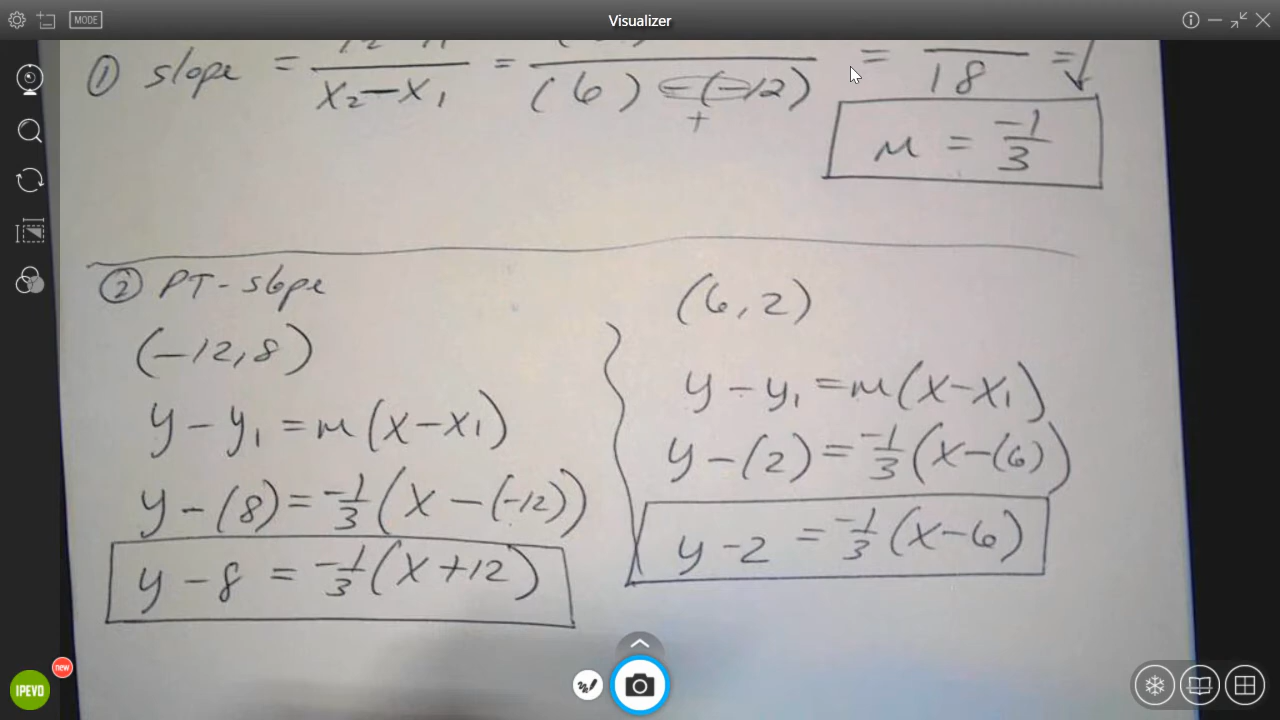 Visualizer
MODE
① slope = / x₂ - x₁ = / (6) - (-12) = / 18 =
+
m = -1/3
② PT-slope
(-12, 8)
y - y₁ = m(x - x₁)
y - (8) = -1/3 (x - (-12))
y - 8 = -1/3 (x + 12)
(6, 2)
y - y₁ = m(x - x₁)
y - (2) = -1/3 (x - (6))
y - 2 = -1/3 (x - 6)
new
IPEVO